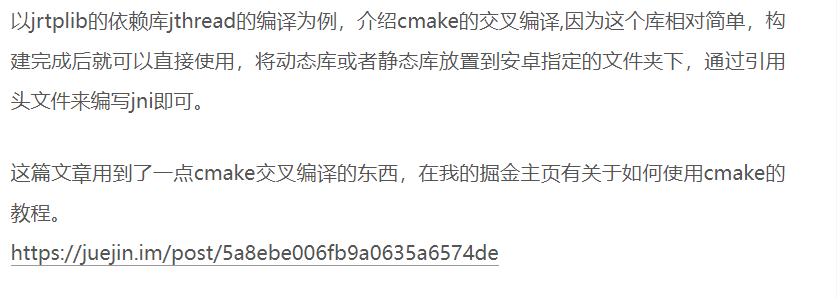 以jrtplib的依赖库jthread的编译为例，介绍cmake的交叉编译,因为这个库相对简单，构
建完成后就可以直接使用，将动态库或者静态库放置到安卓指定的文件夹下，通过引用
头文件来编写jni即可。
这篇文章用到了一点cmake交叉编译的东西，在我的掘金主页有关于如何使用cmake的
教程。
https://juejin.im/post/5a8ebe006fb9a0635a6574de